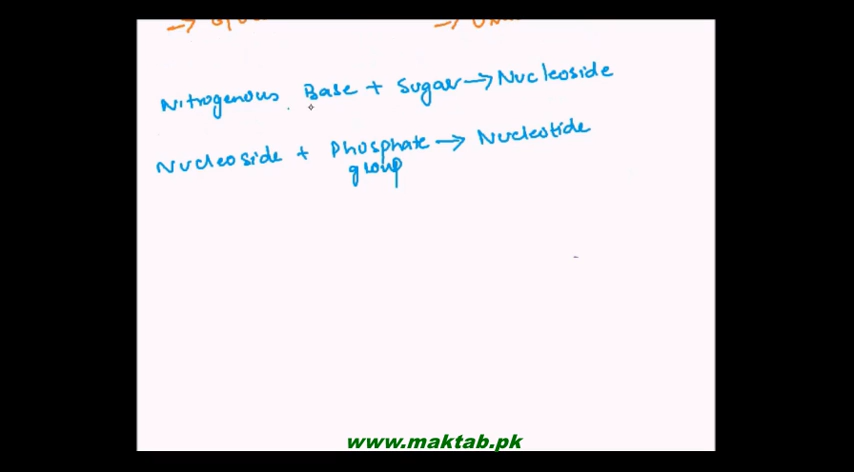 Nitrogenous Base + Sugar → Nucleoside
Nucleoside + Phosphate group → Nucleotide
www.maktab.pk